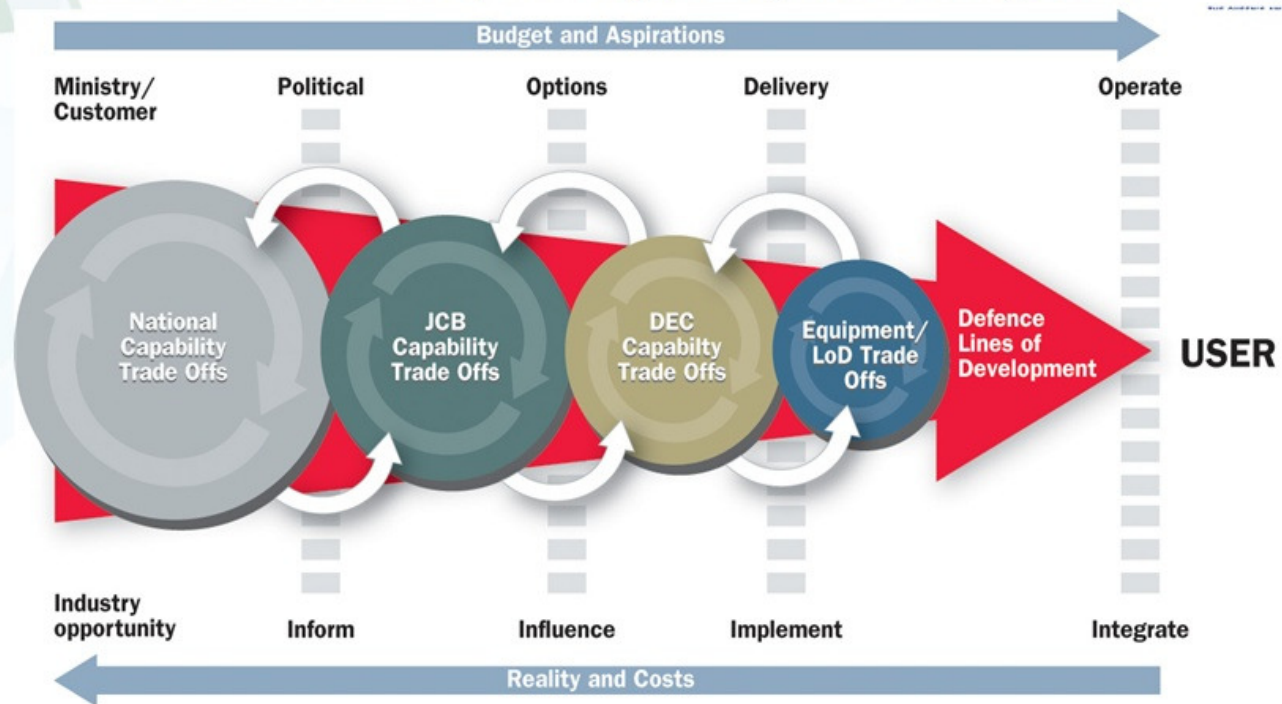 Budget and Aspirations
Ministry/
Customer
Political
Options
Delivery
Operate
National
Capability
Trade Offs
JCB
Capability
Trade Offs
DEC
Capabilty
Trade Offs
Equipment/
LoD Trade
Offs
Defence
Lines of
Development
USER
Industry
opportunity
Inform
Influence
Implement
Integrate
Reality and Costs